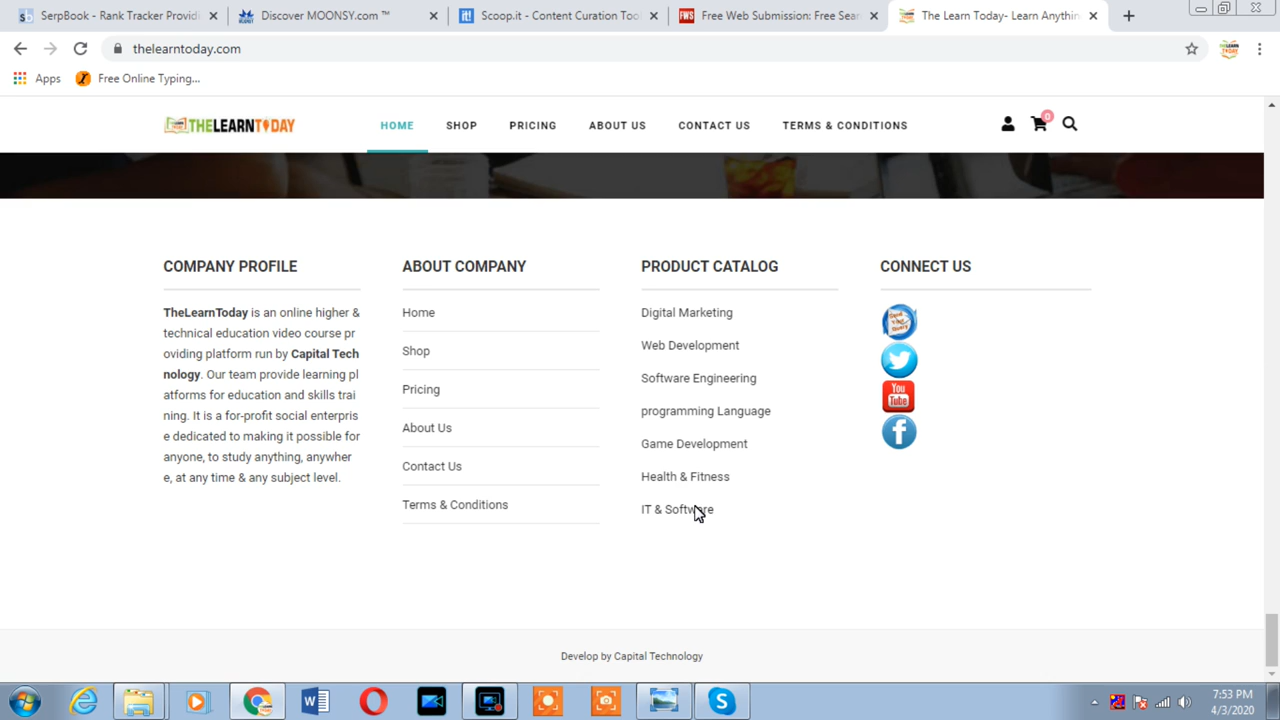 SerpBook - Rank Tracker Providi
Discover MOONSY.com ™
Scoop.it - Content Curation Too
Free Web Submission: Free Sear
The Learn Today- Learn Anythin
thelearntoday.com
Apps
Free Online Typing...
THELEARNTODAY
HOME
SHOP
PRICING
ABOUT US
CONTACT US
TERMS & CONDITIONS
0
COMPANY PROFILE
TheLearnToday is an online higher &
technical education video course pr
oviding platform run by Capital Tech
nology. Our team provide learning pl
atforms for education and skills trai
ning. It is a for-profit social enterpris
e dedicated to making it possible for
anyone, to study anything, anywher
e, at any time & any subject level.
ABOUT COMPANY
Home
Shop
Pricing
About Us
Contact Us
Terms & Conditions
PRODUCT CATALOG
Digital Marketing
Web Development
Software Engineering
programming Language
Game Development
Health & Fitness
IT & Software
CONNECT US
You
Tube
Develop by Capital Technology
7:53 PM
4/3/2020